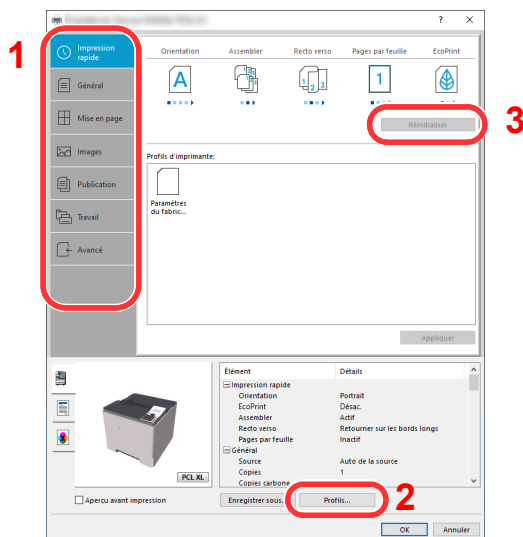 ? ×
1
Impression rapide
Général
Mise en page
Images
Publication
Travail
Avancé
Orientation Assembler Recto verso Pages par feuille EcoPrint
A 1 2 3 1 2 3 1
Réinitialiser
3
Profils d'imprimante:
Paramètres
du fabric...
Appliquer
PCL XL
Aperçu avant impression
Élément Détails
Impression rapide
Orientation Portrait
EcoPrint Désac.
Assembler Actif
Recto verso Retourner sur les bords longs
Pages par feuille Inactif
Général
Source Auto de la source
Copies 1
Copies carbone
Enregistrer sous. Profils...
2
OK Annuler